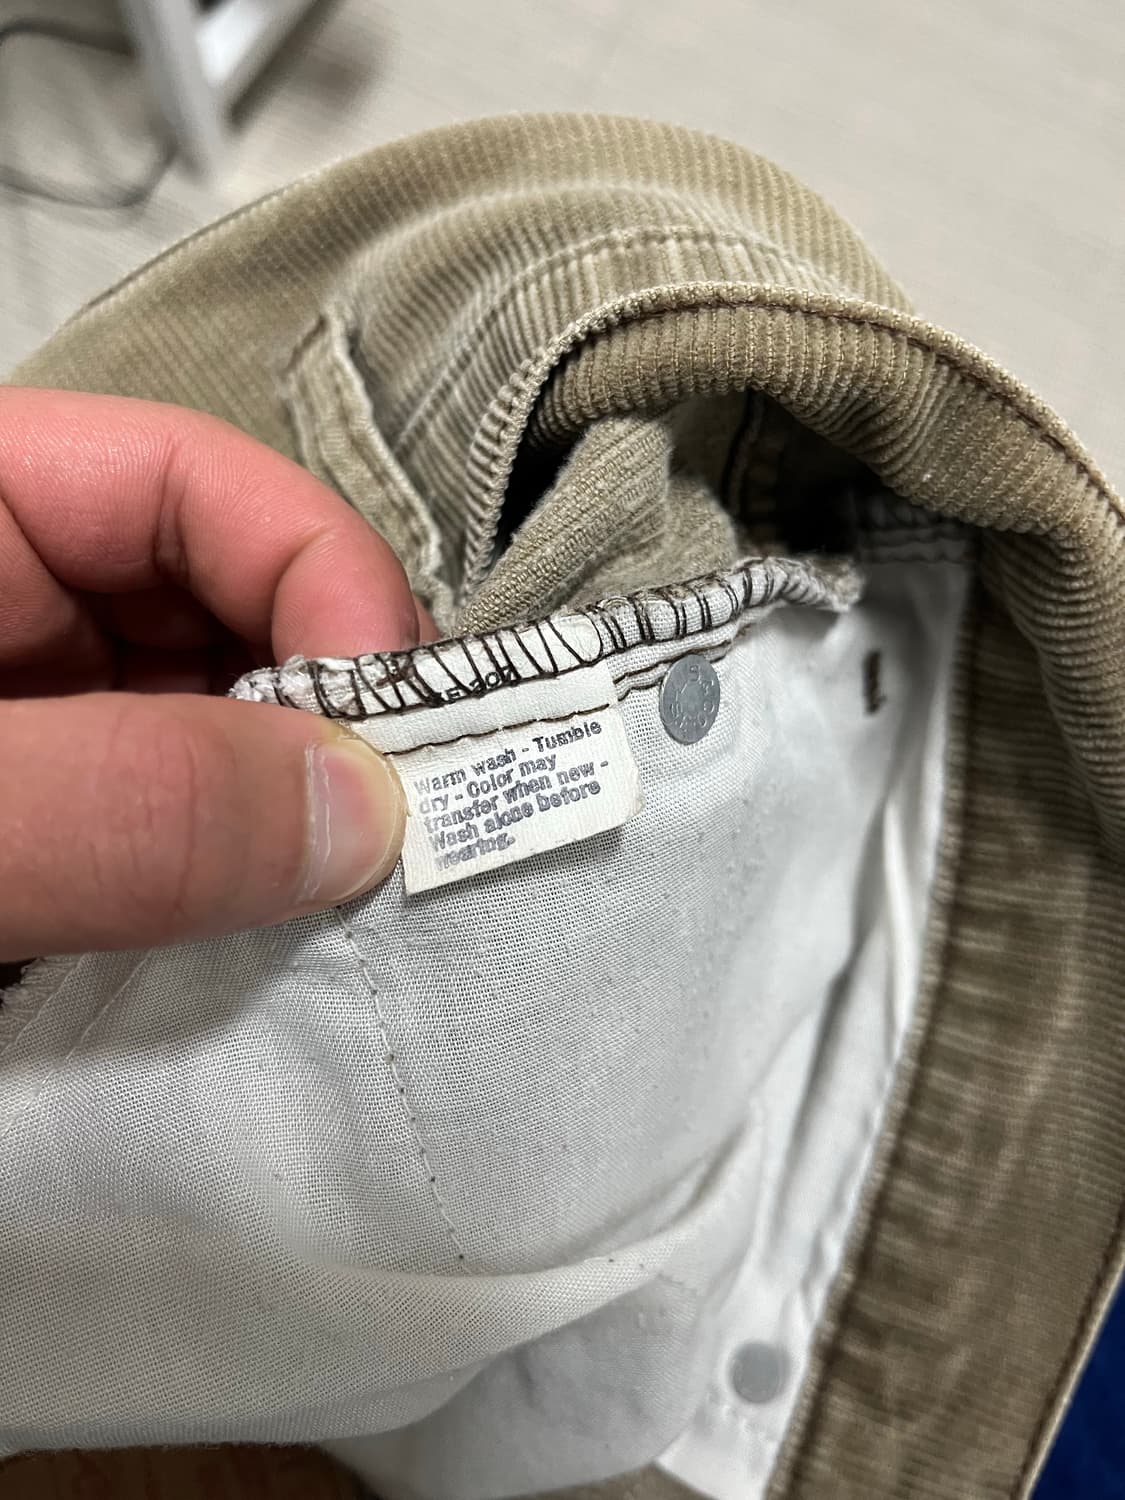 Warm wash - Tumble
dry - Color may
transfer when new -
Wash alone before
wearing.